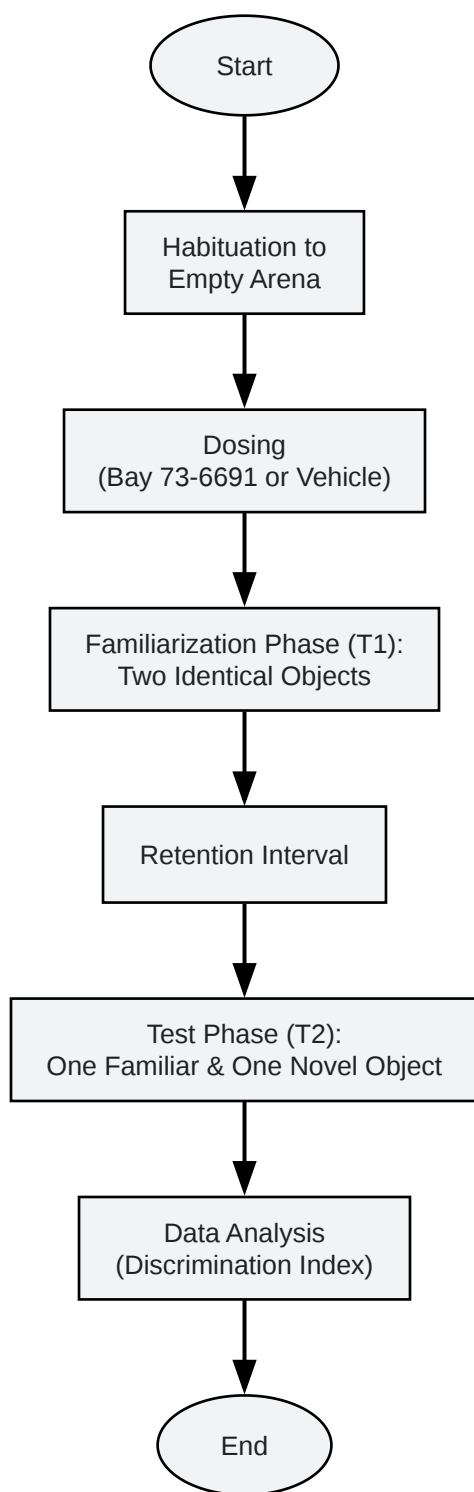 Start
Habituation to
Empty Arena
Dosing
(Bay 73-6691 or Vehicle)
Familiarization Phase (T1):
Two Identical Objects
Retention Interval
Test Phase (T2):
One Familiar & One Novel Object
Data Analysis
(Discrimination Index)
End